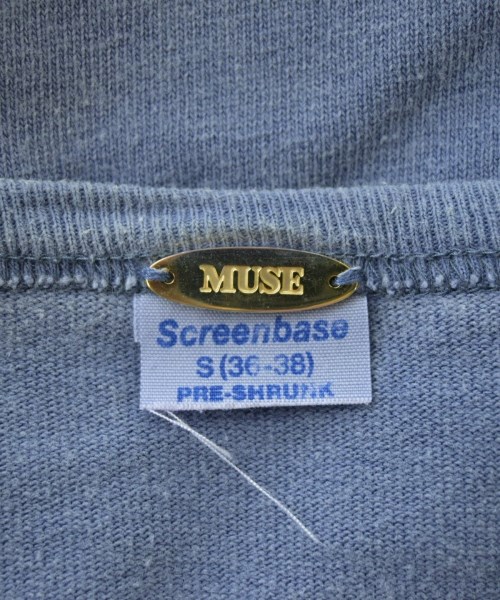 MUSE
Screenbase
S (36-38)
PRE-SHRUNK